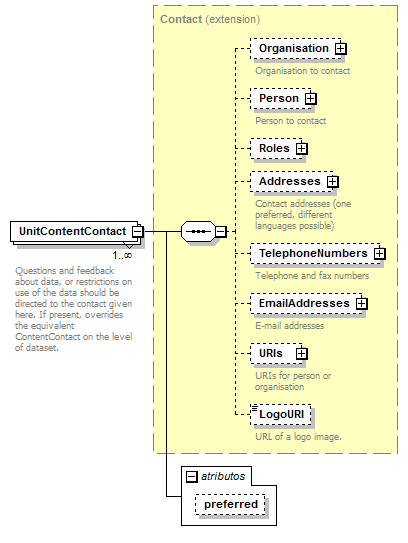 Contact (extension)
Organisation
Organisation to contact
Person
Person to contact
Roles
Addresses
Contact addresses (one
preferred, different
languages possible)
UnitContentContact
1..∞
Questions and feedback
about data, or restrictions on
use of the data should be
directed to the contact given
here. If present, overrides
the equivalent
ContentContact on the level
of dataset.
TelephoneNumbers
Telephone and fax numbers
EmailAddresses
E-mail addresses
URIs
URIs for person or
organisation
LogoURI
URL of a logo image.
atributos
preferred